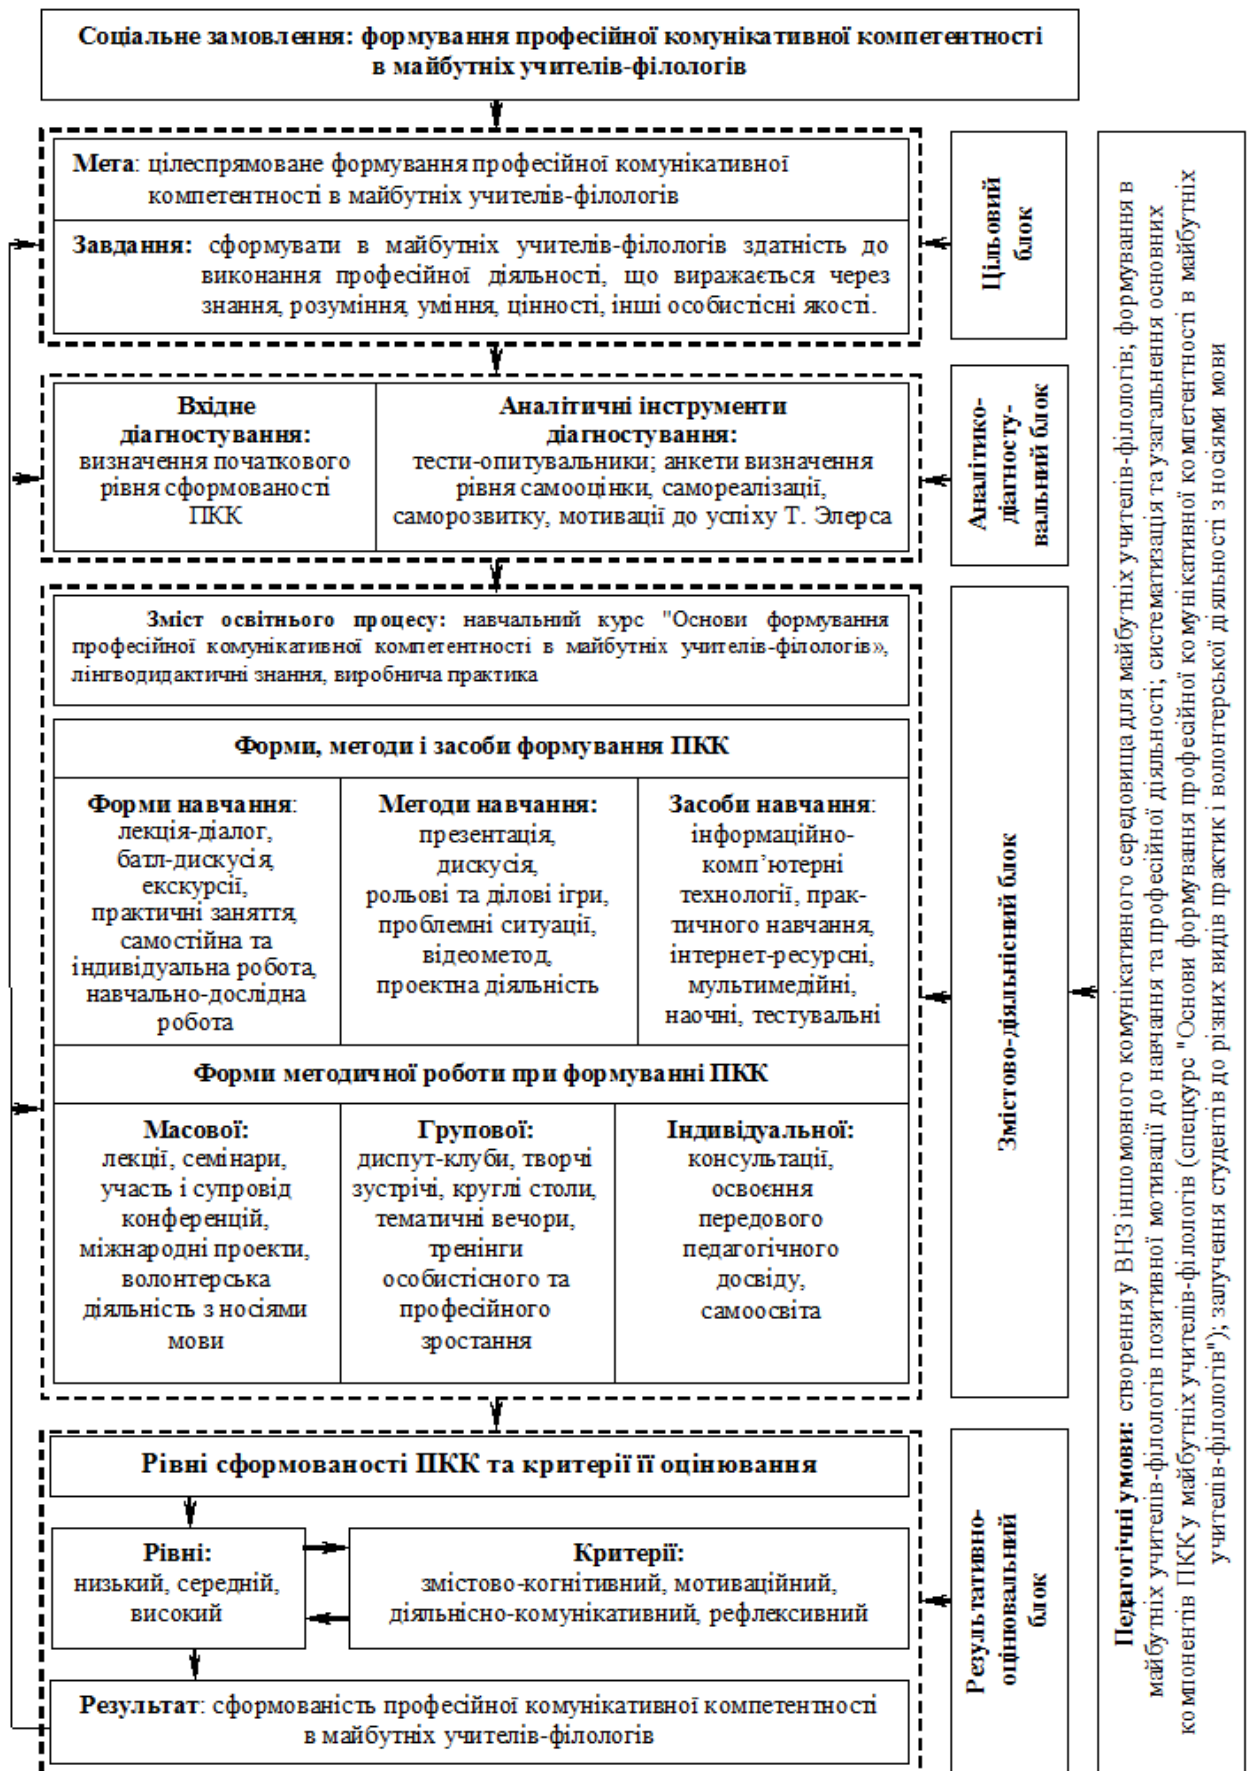 Соціальне замовлення: формування професійної комунікативної компетентності
в майбутніх учителів-філологів
Мета: цілеспрямоване формування професійної комунікативної
компетентності в майбутніх учителів-філологів
Завдання: сформувати в майбутніх учителів-філологів здатність до
виконання професійної діяльності, що виражається через
знання, розуміння, уміння, цінності, інші особистісні якості.
Цільовий
блок
Вхідне
діагностування:
визначення початкового
рівня сформованості
ПКК
Аналітичні інструменти
діагностування:
тести-опитувальники; анкети визначення
рівня самооцінки, самореалізації,
саморозвитку, мотивації до успіху Т. Элерса
Аналітико-
діагносту-
вальний блок
Зміст освітнього процесу: навчальний курс "Основи формування
професійної комунікативної компетентності в майбутніх учителів-філологів»,
лінгводидактичні знання, виробнича практика
Форми, методи і засоби формування ПКК
Форми навчання:
лекція-діалог,
батл-дискусія,
екскурсії,
практичні заняття,
самостійна та
індивідуальна робота,
навчально-дослідна
робота
Методи навчання:
презентація,
дискусія,
рольові та ділові ігри,
проблемні ситуації,
відеометод,
проектна діяльність
Засоби навчання:
інформаційно-
комп’ютерні
технології, прак-
тичного навчання,
інтернет-ресурсні,
мультимедійні,
наочні, тестувальні
Форми методичної роботи при формуванні ПКК
Масової:
лекції, семінари,
участь і супровід
конференцій,
міжнародні проекти,
волонтерська
діяльність з носіями
мови
Групової:
диспут-клуби, творчі
зустрічі, круглі столи,
тематичні вечори,
тренінги
особистісного та
професійного
зростання
Індивідуальної:
консультації,
освоєння
передового
педагогічного
досвіду,
самоосвіта
Змістово-діяльнісний блок
Рівні сформованості ПКК та критерії її оцінювання
Рівні:
низький, середній,
високий
Критерії:
змістово-когнітивний, мотиваційний,
діяльнісно-комунікативний, рефлексивний
Результат: сформованість професійної комунікативної компетентності
в майбутніх учителів-філологів
Результативно-
оцінювальний
блок
Педагогічні умови: створення у ВНЗ іншомовного комунікативного середовища для майбутніх учителів-філологів; формування в
майбутніх учителів-філологів позитивної мотивації до навчання та професійної діяльності; систематизація та узагальнення основних
компонентів ПКК у майбутніх учителів-філологів (спецкурс "Основи формування професійної комунікативної компетентності в майбутніх
учителів-філологів"); залучення студентів до різних видів практик і волонтерської діяльності з носіями мови